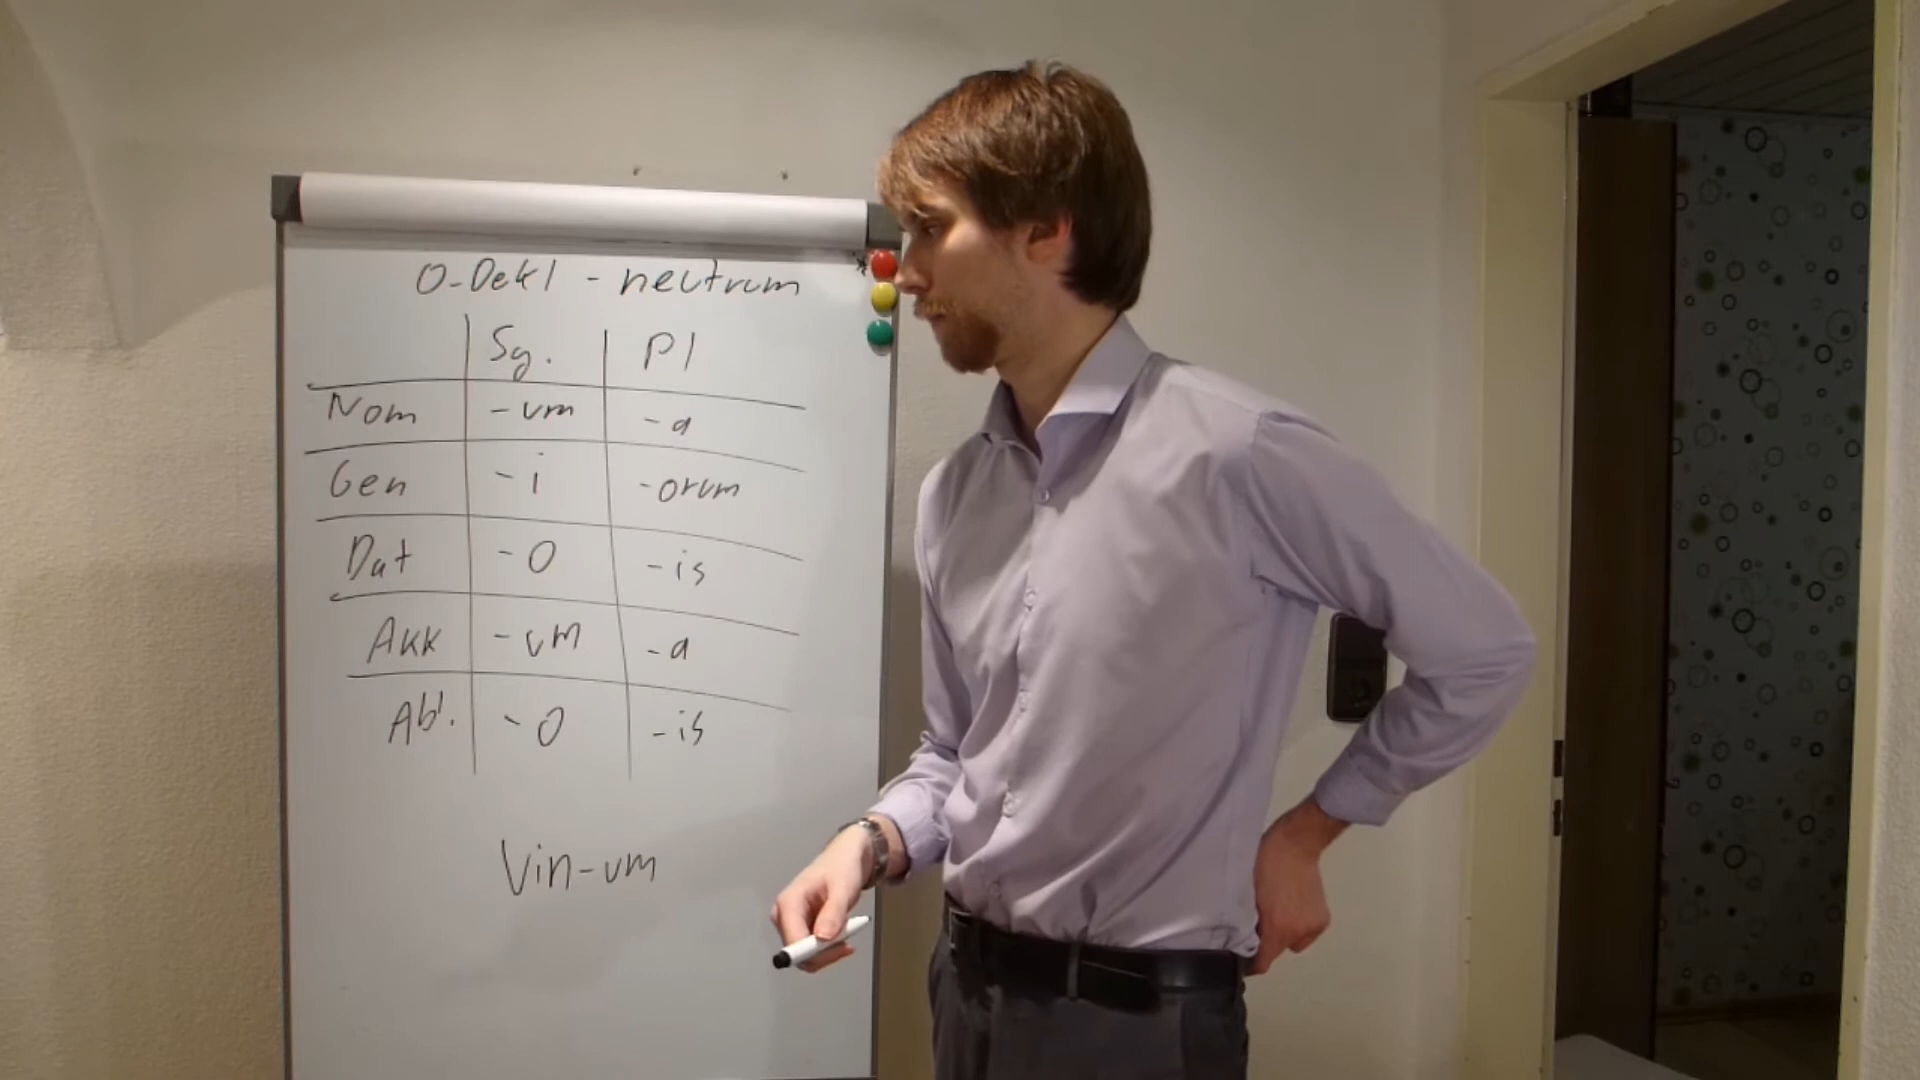 O-Dekl - neutrum
Sg. Pl
Nom -um -a
Gen -i -orum
Dat -o -is
Akk -um -a
Abl. -o -is
Vin-um